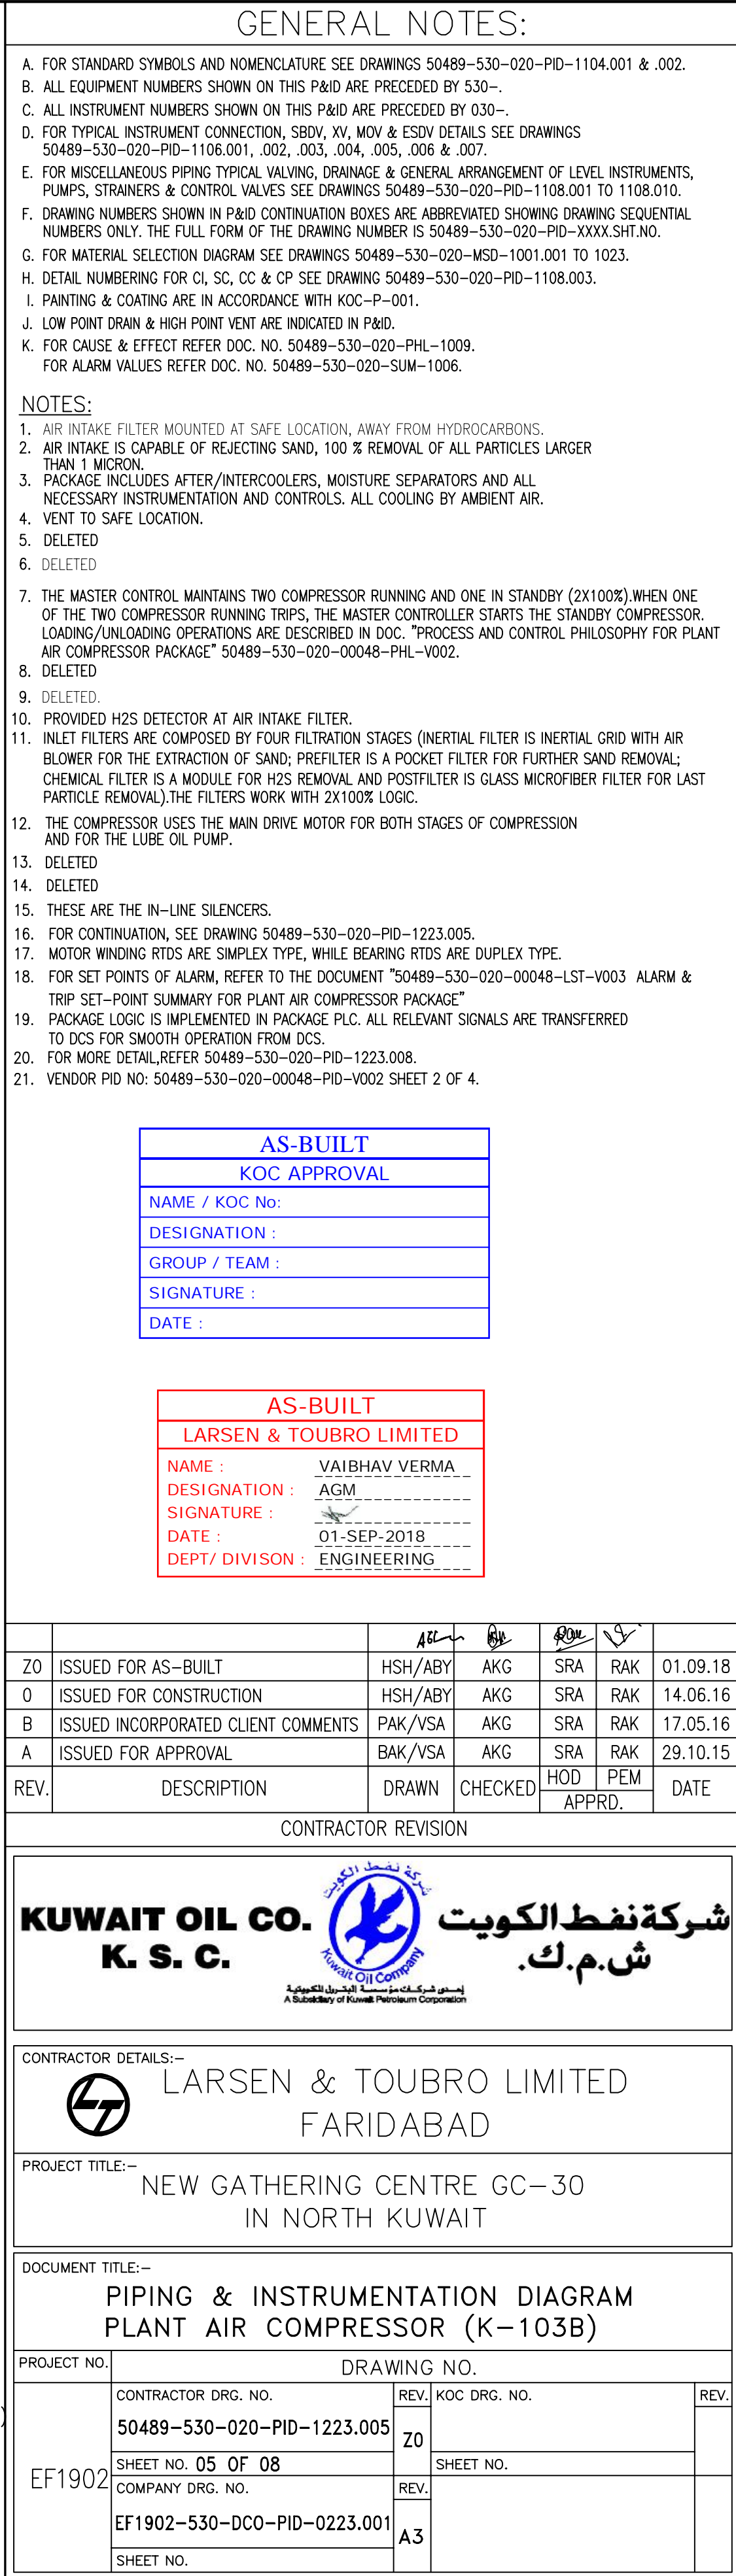 GENERAL NOTES:
A. FOR STANDARD SYMBOLS AND NOMENCLATURE SEE DRAWINGS 50489-530-020-PID-1104.001 & .002.
B. ALL EQUIPMENT NUMBERS SHOWN ON THIS P&ID ARE PRECEDED BY 530-.
C. ALL INSTRUMENT NUMBERS SHOWN ON THIS P&ID ARE PRECEDED BY 030-.
D. FOR TYPICAL INSTRUMENT CONNECTION, SBDV, XV, MOV & ESDV DETAILS SEE DRAWINGS
50489-530-020-PID-1106.001, .002, .003, .004, .005, .006 & .007.
E. FOR MISCELLANEOUS PIPING TYPICAL VALVING, DRAINAGE & GENERAL ARRANGEMENT OF LEVEL INSTRUMENTS,
PUMPS, STRAINERS & CONTROL VALVES SEE DRAWINGS 50489-530-020-PID-1108.001 TO 1108.010.
F. DRAWING NUMBERS SHOWN IN P&ID CONTINUATION BOXES ARE ABBREVIATED SHOWING DRAWING SEQUENTIAL
NUMBERS ONLY. THE FULL FORM OF THE DRAWING NUMBER IS 50489-530-020-PID-XXXX.SHT.NO.
G. FOR MATERIAL SELECTION DIAGRAM SEE DRAWINGS 50489-530-020-MSD-1001.001 TO 1023.
H. DETAIL NUMBERING FOR CI, SC, CC & CP SEE DRAWING 50489-530-020-PID-1108.003.
I. PAINTING & COATING ARE IN ACCORDANCE WITH KOC-P-001.
J. LOW POINT DRAIN & HIGH POINT VENT ARE INDICATED IN P&ID.
K. FOR CAUSE & EFFECT REFER DOC. NO. 50489-530-020-PHL-1009.
FOR ALARM VALUES REFER DOC. NO. 50489-530-020-SUM-1006.
NOTES:
1. AIR INTAKE FILTER MOUNTED AT SAFE LOCATION, AWAY FROM HYDROCARBONS.
2. AIR INTAKE IS CAPABLE OF REJECTING SAND, 100 % REMOVAL OF ALL PARTICLES LARGER
THAN 1 MICRON.
3. PACKAGE INCLUDES AFTER/INTERCOOLERS, MOISTURE SEPARATORS AND ALL
NECESSARY INSTRUMENTATION AND CONTROLS. ALL COOLING BY AMBIENT AIR.
4. VENT TO SAFE LOCATION.
5. DELETED
6. DELETED
7. THE MASTER CONTROL MAINTAINS TWO COMPRESSOR RUNNING AND ONE IN STANDBY (2X100%).WHEN ONE
OF THE TWO COMPRESSOR RUNNING TRIPS, THE MASTER CONTROLLER STARTS THE STANDBY COMPRESSOR.
LOADING/UNLOADING OPERATIONS ARE DESCRIBED IN DOC. "PROCESS AND CONTROL PHILOSOPHY FOR PLANT
AIR COMPRESSOR PACKAGE" 50489-530-020-00048-PHL-V002.
8. DELETED
9. DELETED.
10. PROVIDED H2S DETECTOR AT AIR INTAKE FILTER.
11. INLET FILTERS ARE COMPOSED BY FOUR FILTRATION STAGES (INERTIAL FILTER IS INERTIAL GRID WITH AIR
BLOWER FOR THE EXTRACTION OF SAND; PREFILTER IS A POCKET FILTER FOR FURTHER SAND REMOVAL;
CHEMICAL FILTER IS A MODULE FOR H2S REMOVAL AND POSTFILTER IS GLASS MICROFIBER FILTER FOR LAST
PARTICLE REMOVAL).THE FILTERS WORK WITH 2X100% LOGIC.
12. THE COMPRESSOR USES THE MAIN DRIVE MOTOR FOR BOTH STAGES OF COMPRESSION
AND FOR THE LUBE OIL PUMP.
13. DELETED
14. DELETED
15. THESE ARE THE IN-LINE SILENCERS.
16. FOR CONTINUATION, SEE DRAWING 50489-530-020-PID-1223.005.
17. MOTOR WINDING RTDS ARE SIMPLEX TYPE, WHILE BEARING RTDS ARE DUPLEX TYPE.
18. FOR SET POINTS OF ALARM, REFER TO THE DOCUMENT "50489-530-020-00048-LST-V003 ALARM &
TRIP SET-POINT SUMMARY FOR PLANT AIR COMPRESSOR PACKAGE"
19. PACKAGE LOGIC IS IMPLEMENTED IN PACKAGE PLC. ALL RELEVANT SIGNALS ARE TRANSFERRED
TO DCS FOR SMOOTH OPERATION FROM DCS.
20. FOR MORE DETAIL,REFER 50489-530-020-PID-1223.008.
21. VENDOR PID NO: 50489-530-020-00048-PID-V002 SHEET 2 OF 4.
AS-BUILT
KOC APPROVAL
NAME / KOC No:
DESIGNATION :
GROUP / TEAM :
SIGNATURE :
DATE :
AS-BUILT
LARSEN & TOUBRO LIMITED
NAME : VAIBHAV VERMA
DESIGNATION : AGM
SIGNATURE :
DATE : 01-SEP-2018
DEPT/ DIVISON : ENGINEERING
Z0 ISSUED FOR AS-BUILT HSH/ABY AKG SRA RAK 01.09.18
0 ISSUED FOR CONSTRUCTION HSH/ABY AKG SRA RAK 14.06.16
B ISSUED INCORPORATED CLIENT COMMENTS PAK/VSA AKG SRA RAK 17.05.16
A ISSUED FOR APPROVAL BAK/VSA AKG SRA RAK 29.10.15
REV. DESCRIPTION DRAWN CHECKED HOD PEM DATE
APPRD.
CONTRACTOR REVISION
KUWAIT OIL CO.
K. S. C.
شركة نفط الكويت
Kuwait Oil Company
إحدى شركات مؤسسة البترول الكويتية
A Subsidiary of Kuwait Petroleum Corporation
شركة نفط الكويت
ش.م.ك.
CONTRACTOR DETAILS:-
LARSEN & TOUBRO LIMITED
FARIDABAD
PROJECT TITLE:-
NEW GATHERING CENTRE GC-30
IN NORTH KUWAIT
DOCUMENT TITLE:-
PIPING & INSTRUMENTATION DIAGRAM
PLANT AIR COMPRESSOR (K-103B)
PROJECT NO. DRAWING NO.
EF1902
CONTRACTOR DRG. NO. REV. KOC DRG. NO. REV.
50489-530-020-PID-1223.005 Z0
SHEET NO. 05 OF 08 SHEET NO.
COMPANY DRG. NO. REV.
EF1902-530-DCO-PID-0223.001 A3
SHEET NO.